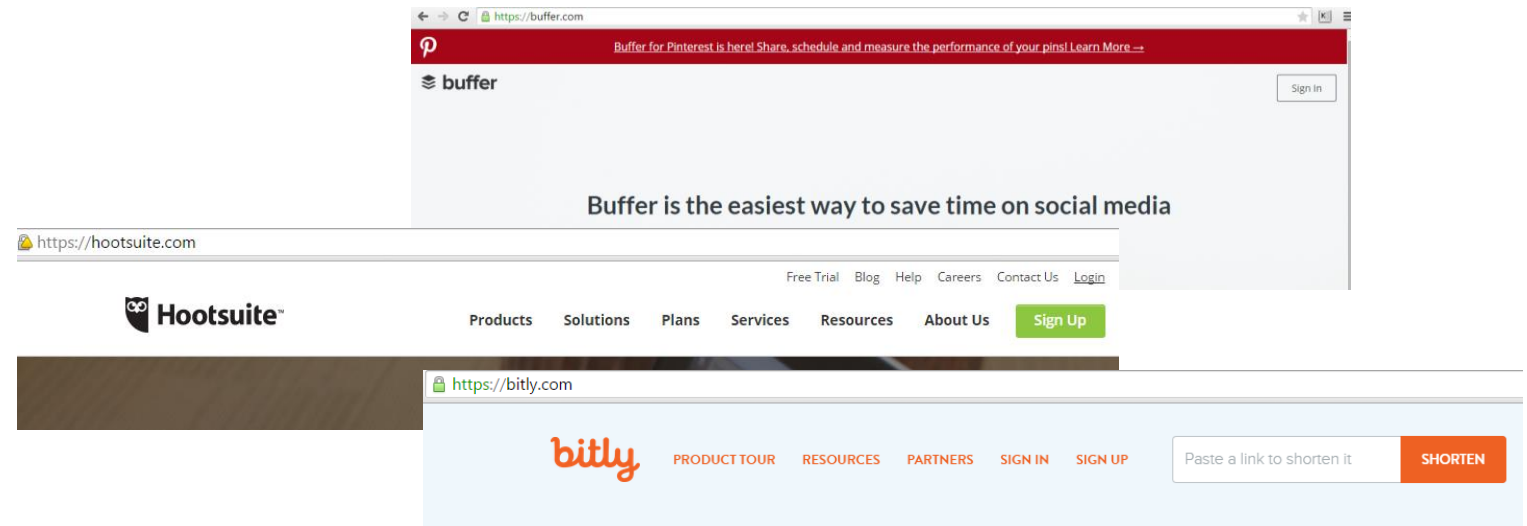 https://buffer.com
Buffer for Pinterest is here! Share, schedule and measure the performance of your pins! Learn More →
buffer
Sign in
Buffer is the easiest way to save time on social media
https://hootsuite.com
Free Trial Blog Help Careers Contact Us Login
Hootsuite™
Products Solutions Plans Services Resources About Us Sign Up
https://bitly.com
bitly PRODUCT TOUR RESOURCES PARTNERS SIGN IN SIGN UP Paste a link to shorten it SHORTEN